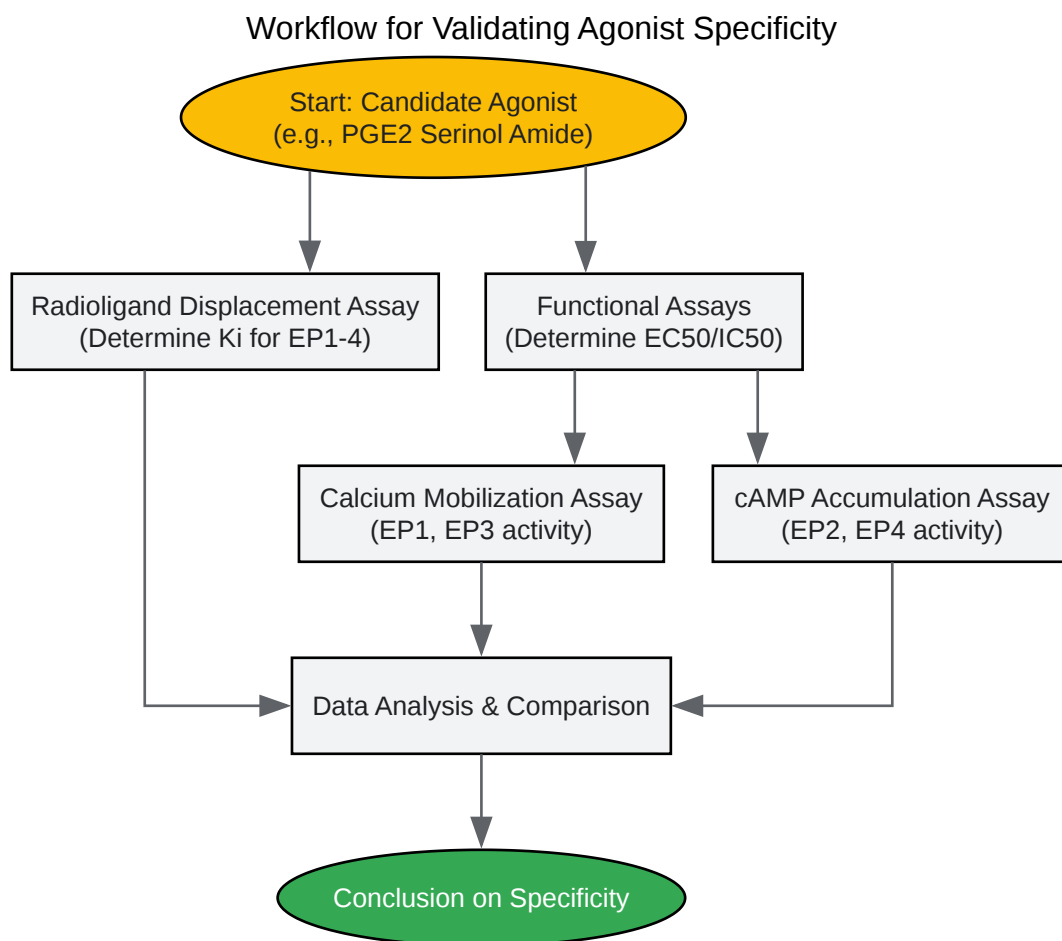 Workflow for Validating Agonist Specificity
Start: Candidate Agonist
(e.g., PGE2 Serinol Amide)
Radioligand Displacement Assay
(Determine Ki for EP1-4)
Functional Assays
(Determine EC50/IC50)
Calcium Mobilization Assay
(EP1, EP3 activity)
cAMP Accumulation Assay
(EP2, EP4 activity)
Data Analysis & Comparison
Conclusion on Specificity